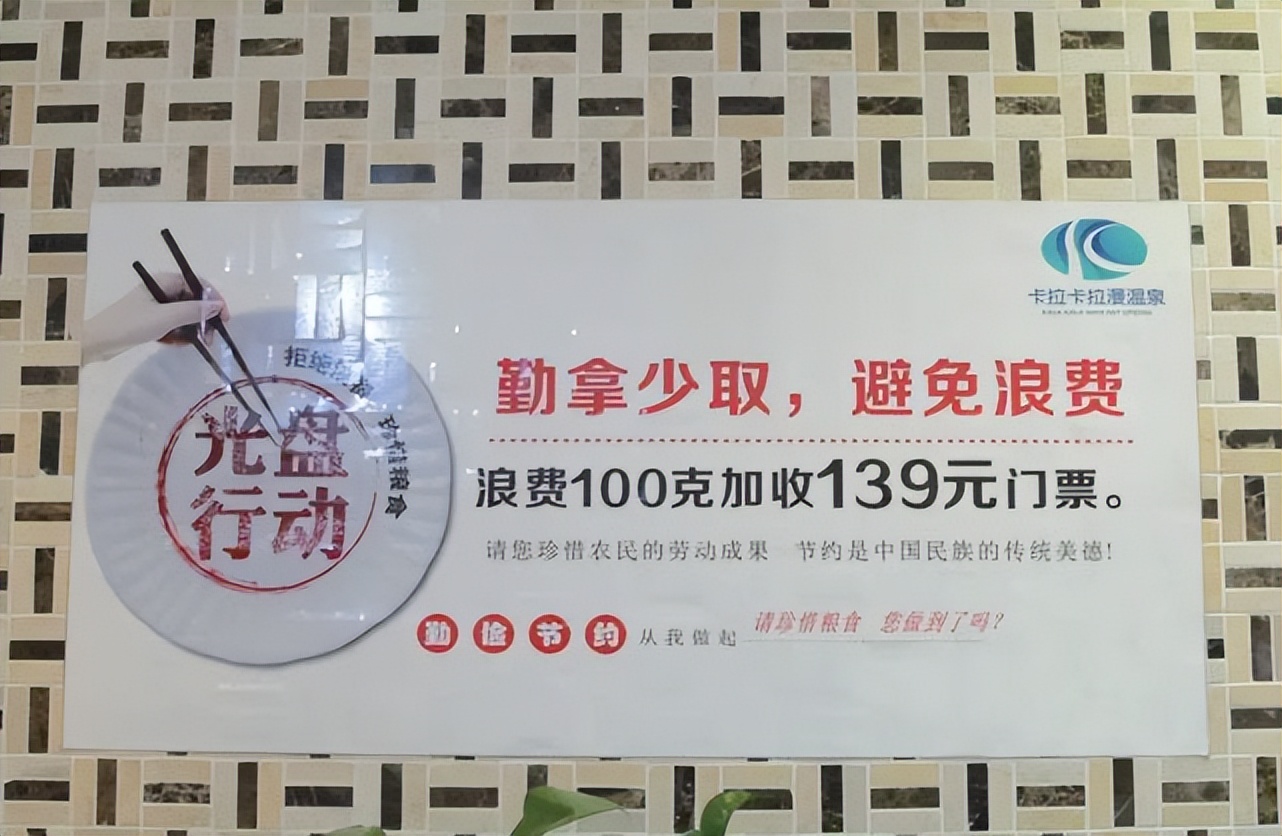 卡拉卡拉漫温泉
拒绝
珍惜粮食
光盘
行动
勤拿少取，避免浪费
浪费100克加收139元门票。
请您珍惜农民的劳动成果 节约是中国民族的传统美德!
勤 俭 节 约 从我做起 请珍惜粮食 您做到了吗？